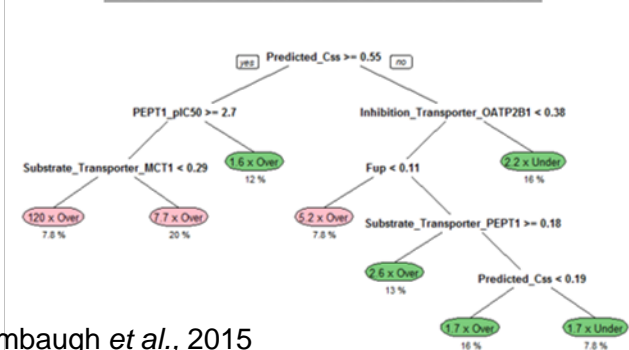 yes Predicted_Css >= 0.55 no
PEPT1_pIC50 >= 2.7 Inhibition_Transporter_OATP2B1 < 0.38
Substrate_Transporter_MCT1 < 0.29 1.6 x Over Fup < 0.11 2.2 x Under
12 % 16 %
120 x Over 7.7 x Over 5.2 x Over Substrate_Transporter_PEPT1 >= 0.18
7.8 % 20 % 7.8 %
2.6 x Over Predicted_Css < 0.19
13 %
1.7 x Over 1.7 x Under
mbaugh et al., 2015 16 % 7.8 %